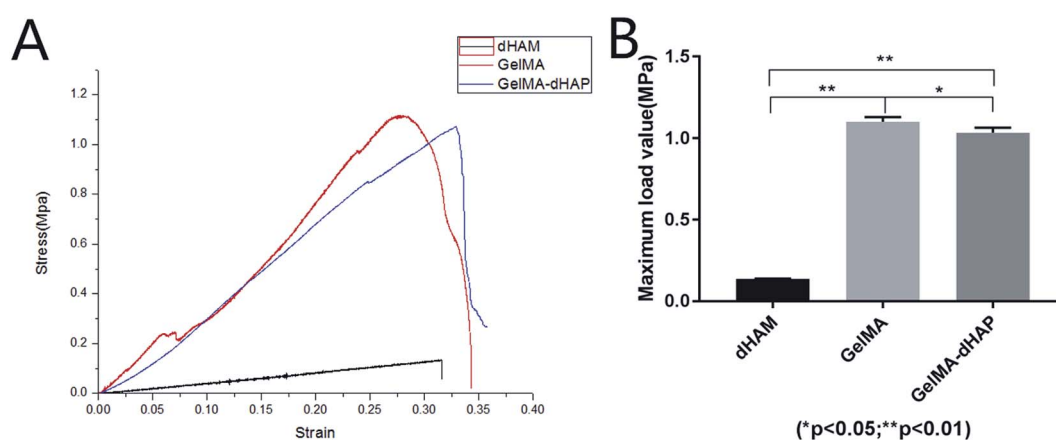 A
dHAM
GelMA
GelMA-dHAP
1.2
1.0
0.8
0.6
0.4
0.2
0.0
Stress(Mpa)
0.00 0.05 0.10 0.15 0.20 0.25 0.30 0.35 0.40
Strain
B
1.5
1.0
0.5
0.0
Maximum load value(MPa)
**
** *
dHAM GelMA GelMA-dHAP
(*p<0.05;**p<0.01)